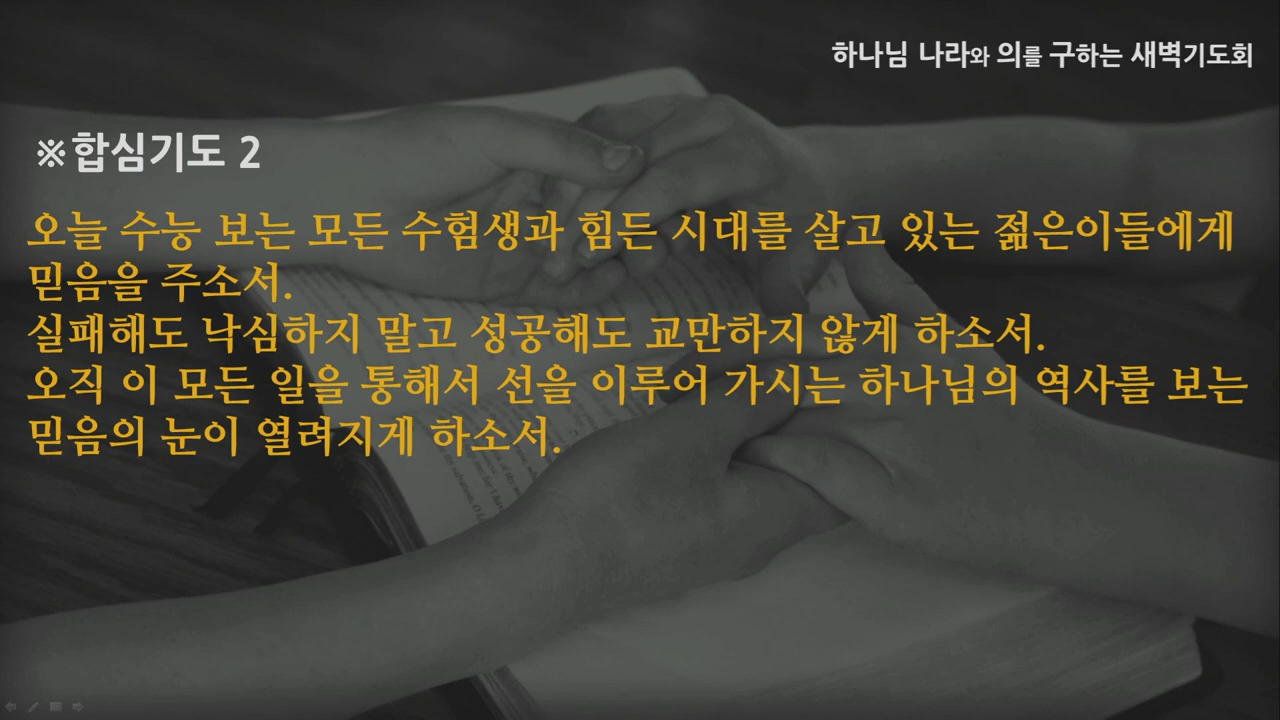 하나님 나라와 의를 구하는 새벽기도회
※합심기도 2
오늘 수능 보는 모든 수험생과 힘든 시대를 살고 있는 젊은이들에게
믿음을 주소서.
실패해도 낙심하지 말고 성공해도 교만하지 않게 하소서.
오직 이 모든 일을 통해서 선을 이루어 가시는 하나님의 역사를 보는
믿음의 눈이 열려지게 하소서.